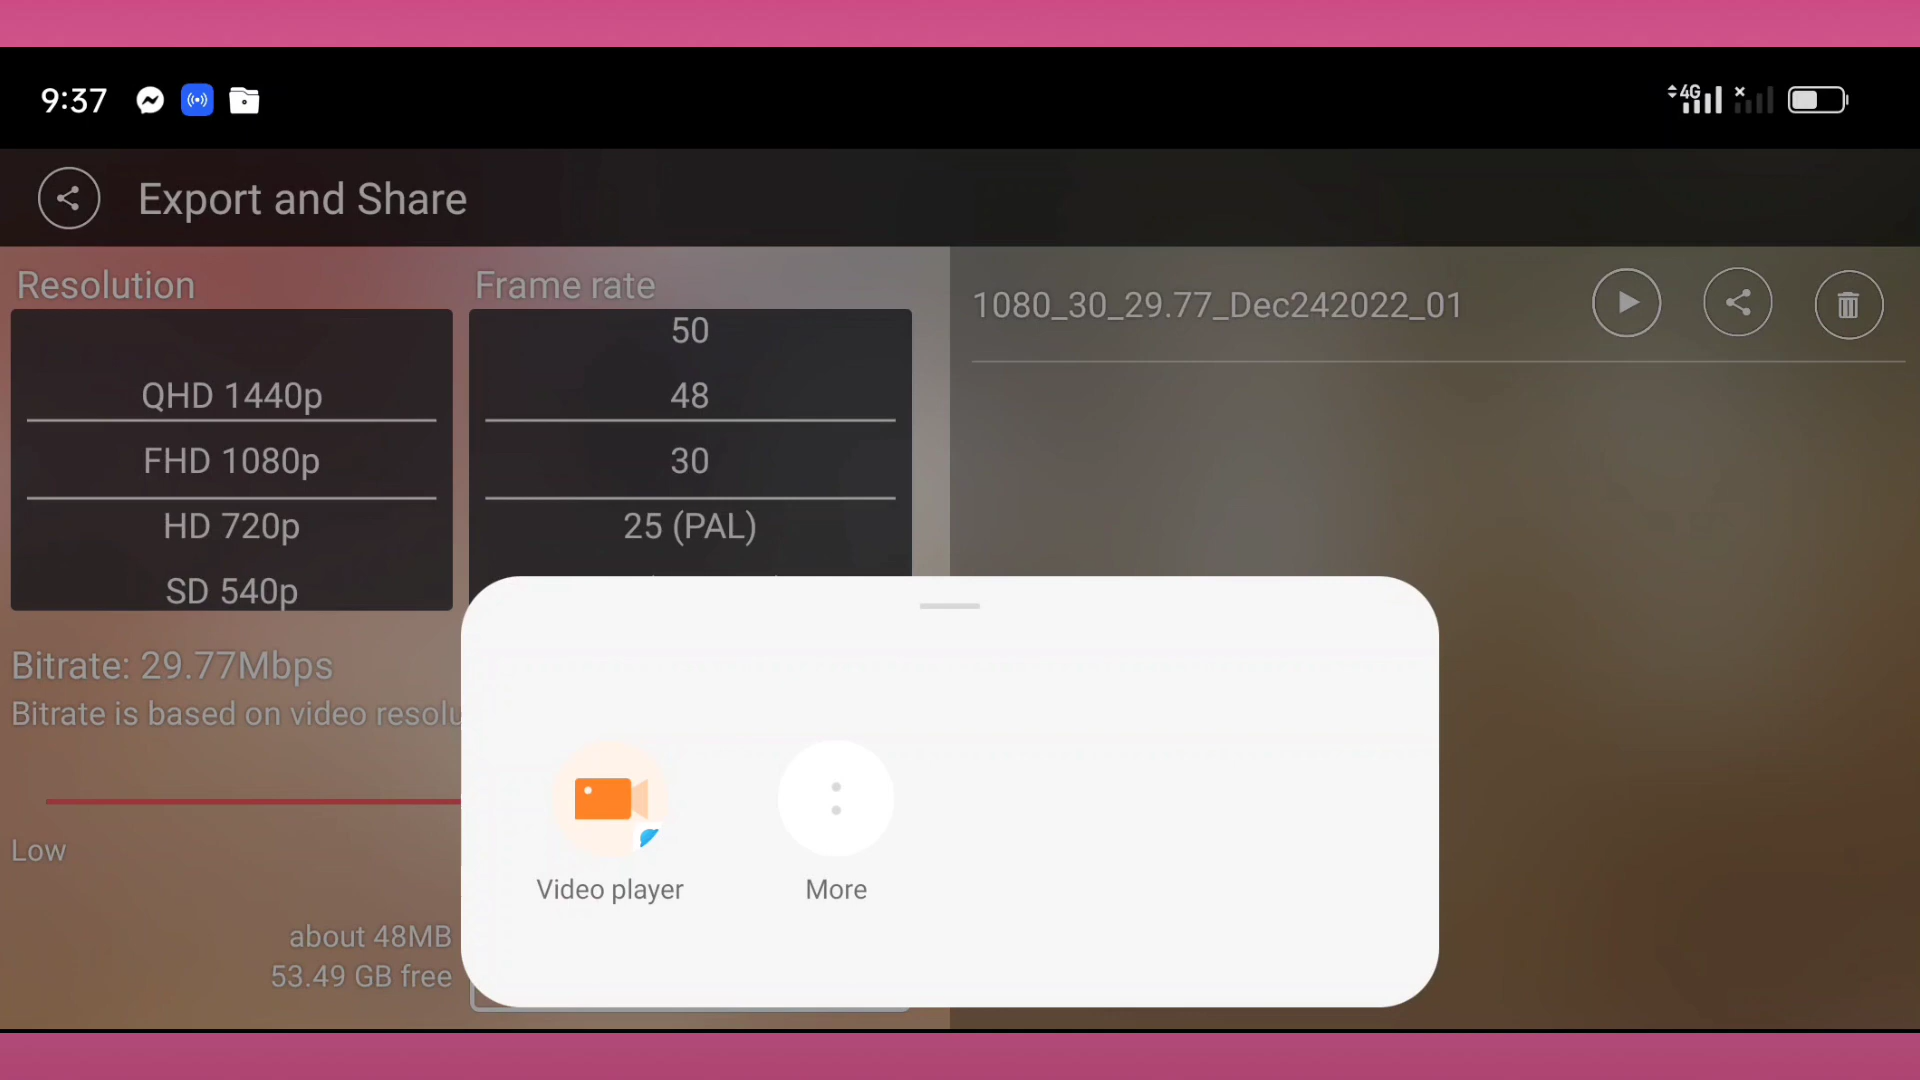 9:37
4G
Export and Share
Resolution
Frame rate
QHD 1440p
FHD 1080p
HD 720p
SD 540p
50
48
30
25 (PAL)
1080_30_29.77_Dec242022_01
Bitrate: 29.77Mbps
Bitrate is based on video resolu
Low
about 48MB
53.49 GB free
Video player
More